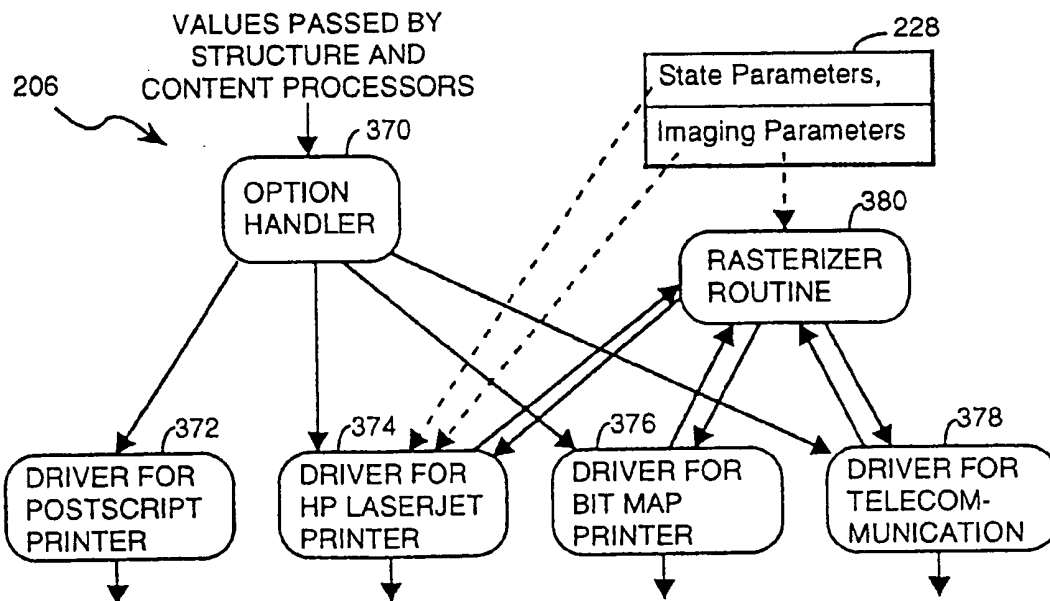 VALUES PASSED BY
STRUCTURE AND
CONTENT PROCESSORS
206
228
State Parameters,
Imaging Parameters
370
OPTION
HANDLER
380
RASTERIZER
ROUTINE
372
DRIVER FOR
POSTSCRIPT
PRINTER
374
DRIVER FOR
HP LASERJET
PRINTER
376
DRIVER FOR
BIT MAP
PRINTER
378
DRIVER FOR
TELECOM-
MUNICATION